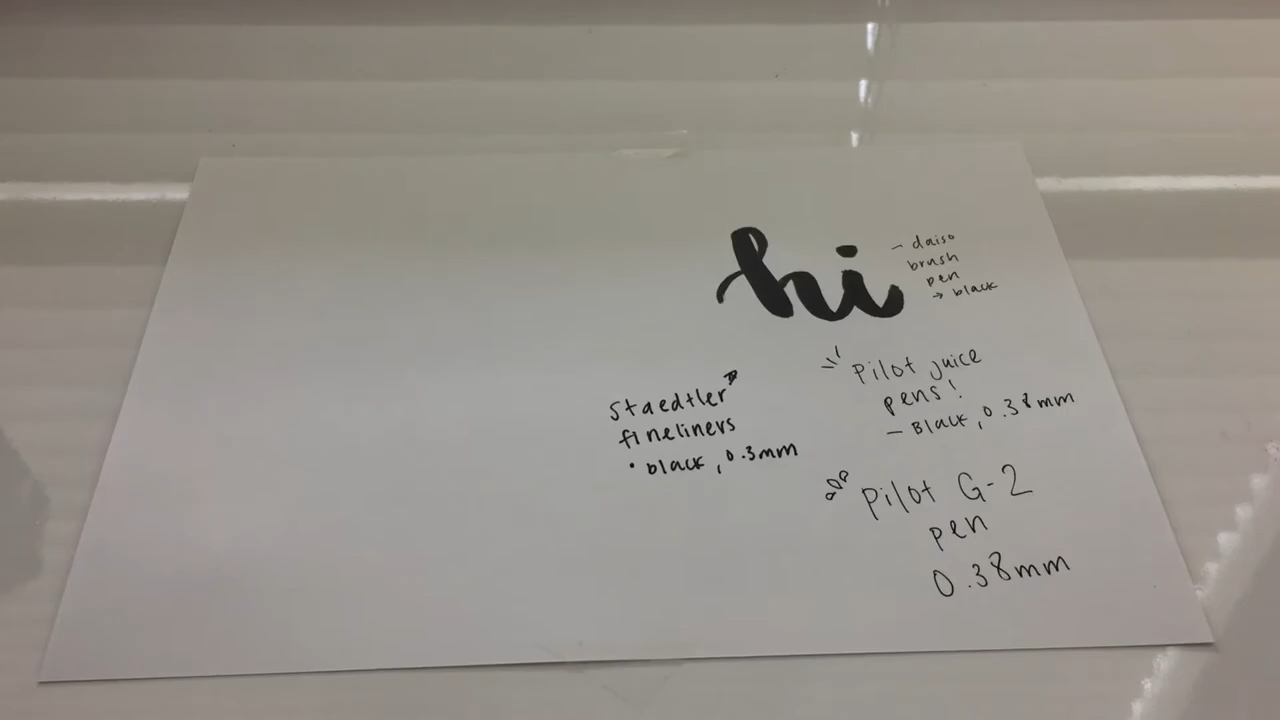 hi
- daiso
brush
pen
→ black
Pilot juice
pens!
- Black, 0.38mm
Staedtler
fineliners
• black, 0.3mm
Pilot G-2
pen
0.38mm